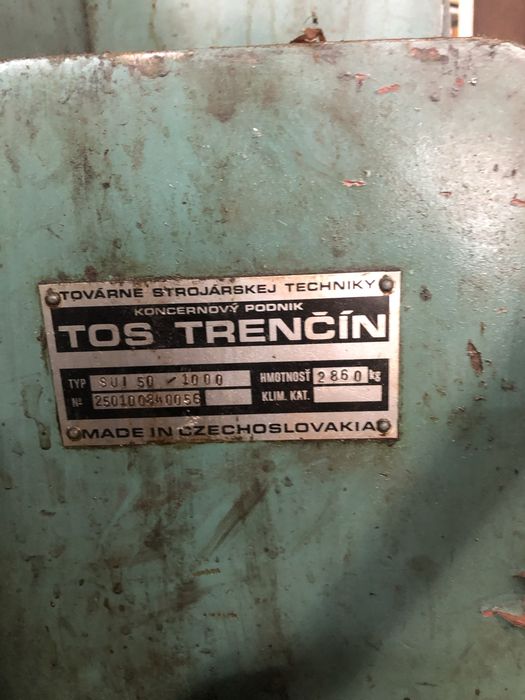 TOVÁRNE STROJÁRSKEJ TECHNIKY
KONCERNOVÝ PODNIK
TOS TRENČÍN
TYP SUI 50 / 1000 HMOTNOSŤ 2860 kg
Nº 250100840056 KLIM. KAT.
MADE IN CZECHOSLOVAKIA